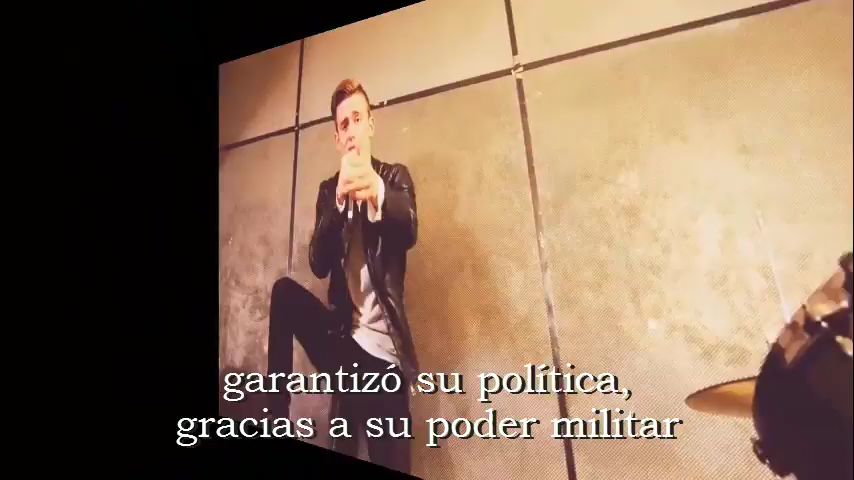 garantizó su política,
gracias a su poder militar